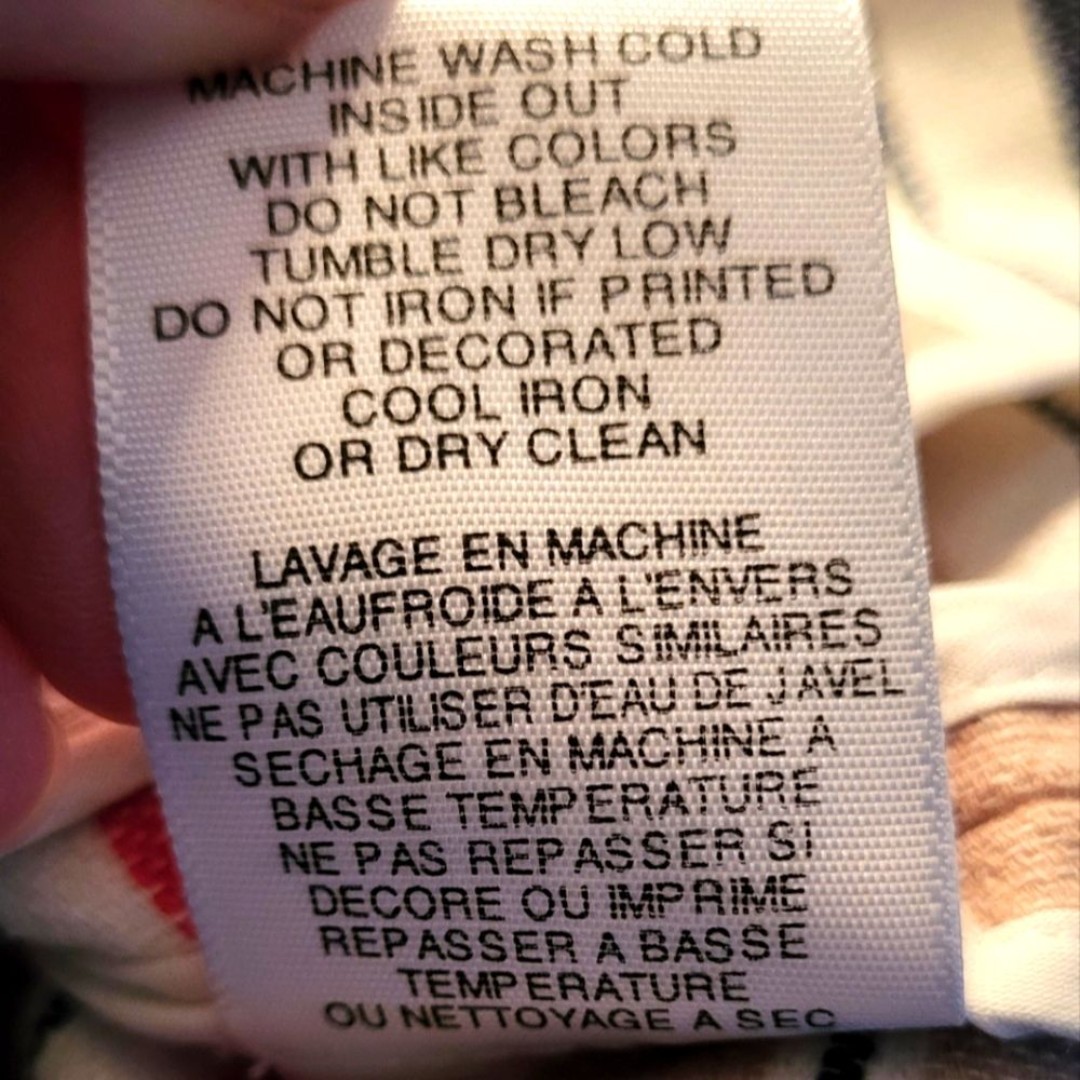 MACHINE WASH COLD
INSIDE OUT
WITH LIKE COLORS
DO NOT BLEACH
TUMBLE DRY LOW
DO NOT IRON IF PRINTED
OR DECORATED
COOL IRON
OR DRY CLEAN
LAVAGE EN MACHINE
A L'EAUFROIDE A L'ENVERS
AVEC COULEURS SIMILAIRES
NE PAS UTILISER D'EAU DE JAVEL
SECHAGE EN MACHINE A
BASSE TEMPERATURE
NE PAS REPASSER SI
DECORE OU IMPRIME
REPASSER A BASSE
TEMPERATURE
OU NETTOYAGE A SEC